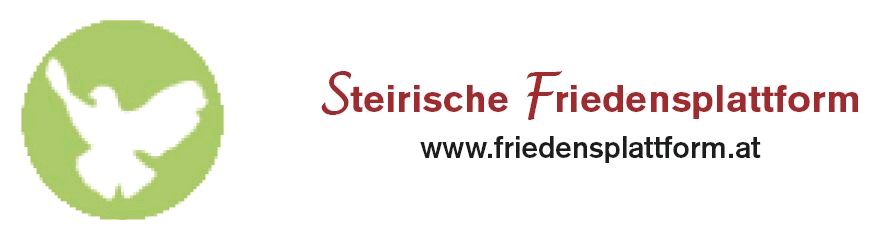 Steirische Friedensplattform
www.friedensplattform.at